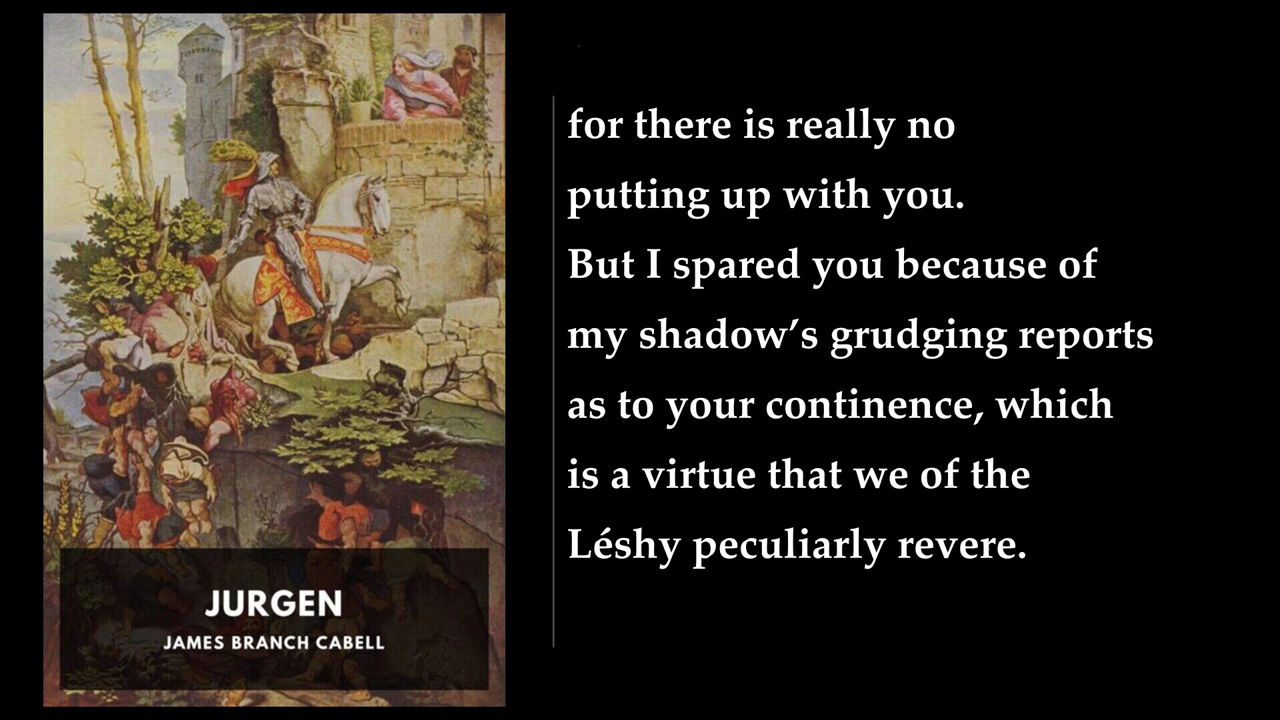 for there is really no
putting up with you.
But I spared you because of
my shadow’s grudging reports
as to your continence, which
is a virtue that we of the
Léshy peculiarly revere.
JURGEN
JAMES BRANCH CABELL